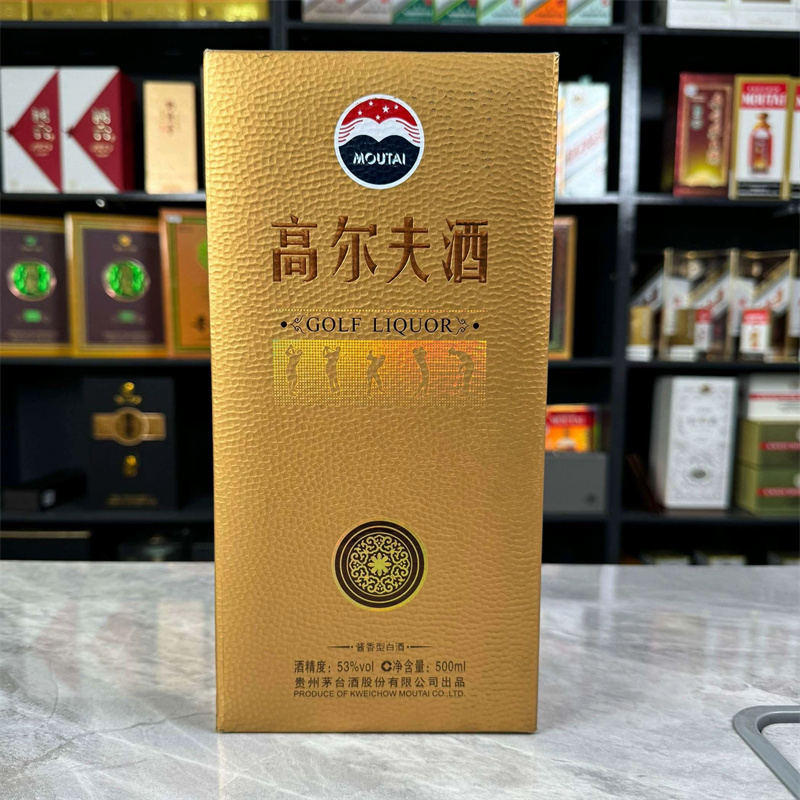 MOUTAI
高尔夫酒
GOLF LIQUOR
酱香型白酒
酒精度：53%vol C净含量：500ml
贵州茅台酒股份有限公司出品
PRODUCE OF KWEICHOW MOUTAI CO.,LTD.
MOUTAI